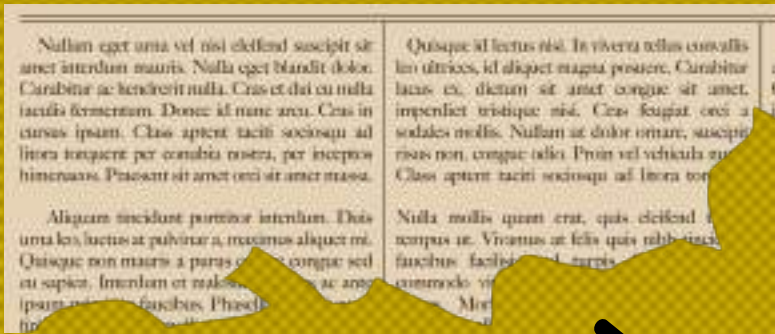 Nullam eget urna vel nisi eleifend suscipit sit
amet interdum mauris. Nulla eget blandit dolor.
Curabitur ac hendrerit nulla. Cras et dui eu nulla
iaculis fermentum. Donec id nunc arcu. Cras in
cursus ipsum. Class aptent taciti sociosqu ad
litora torquent per conubia nostra, per inceptos
himenaeos. Praesent sit amet orci sit amet massa.
Aliquam tincidunt porttitor interdum. Duis
urna leo, luctus at pulvinar a, maximus aliquet mi.
Quisque non mauris a purus congue sed
eu sapien. Interdum et ac ante
ipsum faucibus.
Quisque id lectus nisi. In viverra tellus convallis
leo ultrices, id aliquet magna posuere. Curabitur
lacus ex, dictum sit amet congue sit amet,
imperdiet tristique nisi. Cras feugiat orci a
sodales mollis. Nullam at dolor ornare, suscipit
risus non, congue odio. Proin vel vehicula
Class aptent taciti sociosqu ad litora
Nulla mollis quam erat, quis eleifend
tempus ut. Vivamus at felis quis nibh
faucibus turpis
commodo